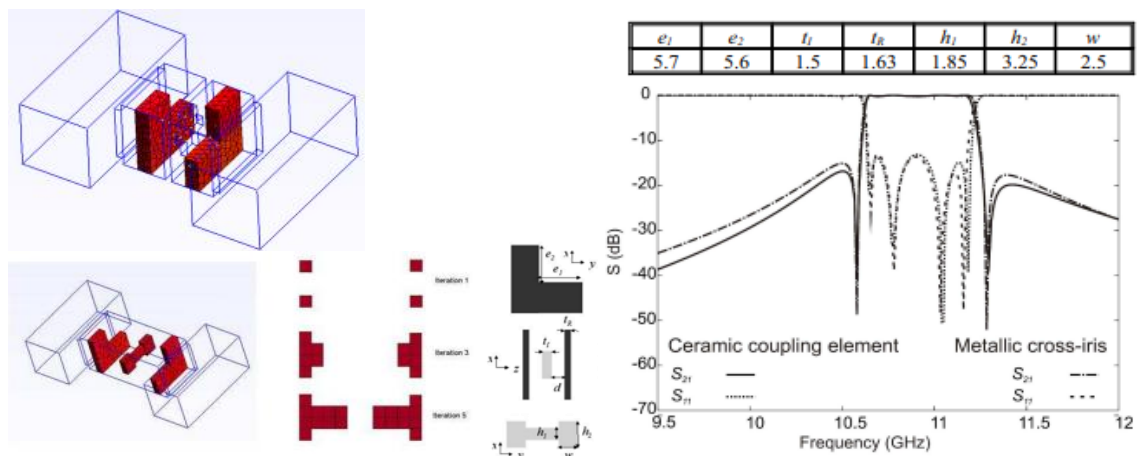 e1 e2 tI tR h1 h2 w
5.7 5.6 1.5 1.63 1.85 3.25 2.5
Iteration 1
Iteration 3
Iteration 5
e2
x
y
e1
tR
tI
x
z
d
x
y
h1
h2
w
S (dB)
0
-10
-20
-30
-40
-50
-60
-70
Ceramic coupling element Metallic cross-iris
S21 S21
S11 S11
9.5 10 10.5 11 11.5 12
Frequency (GHz)